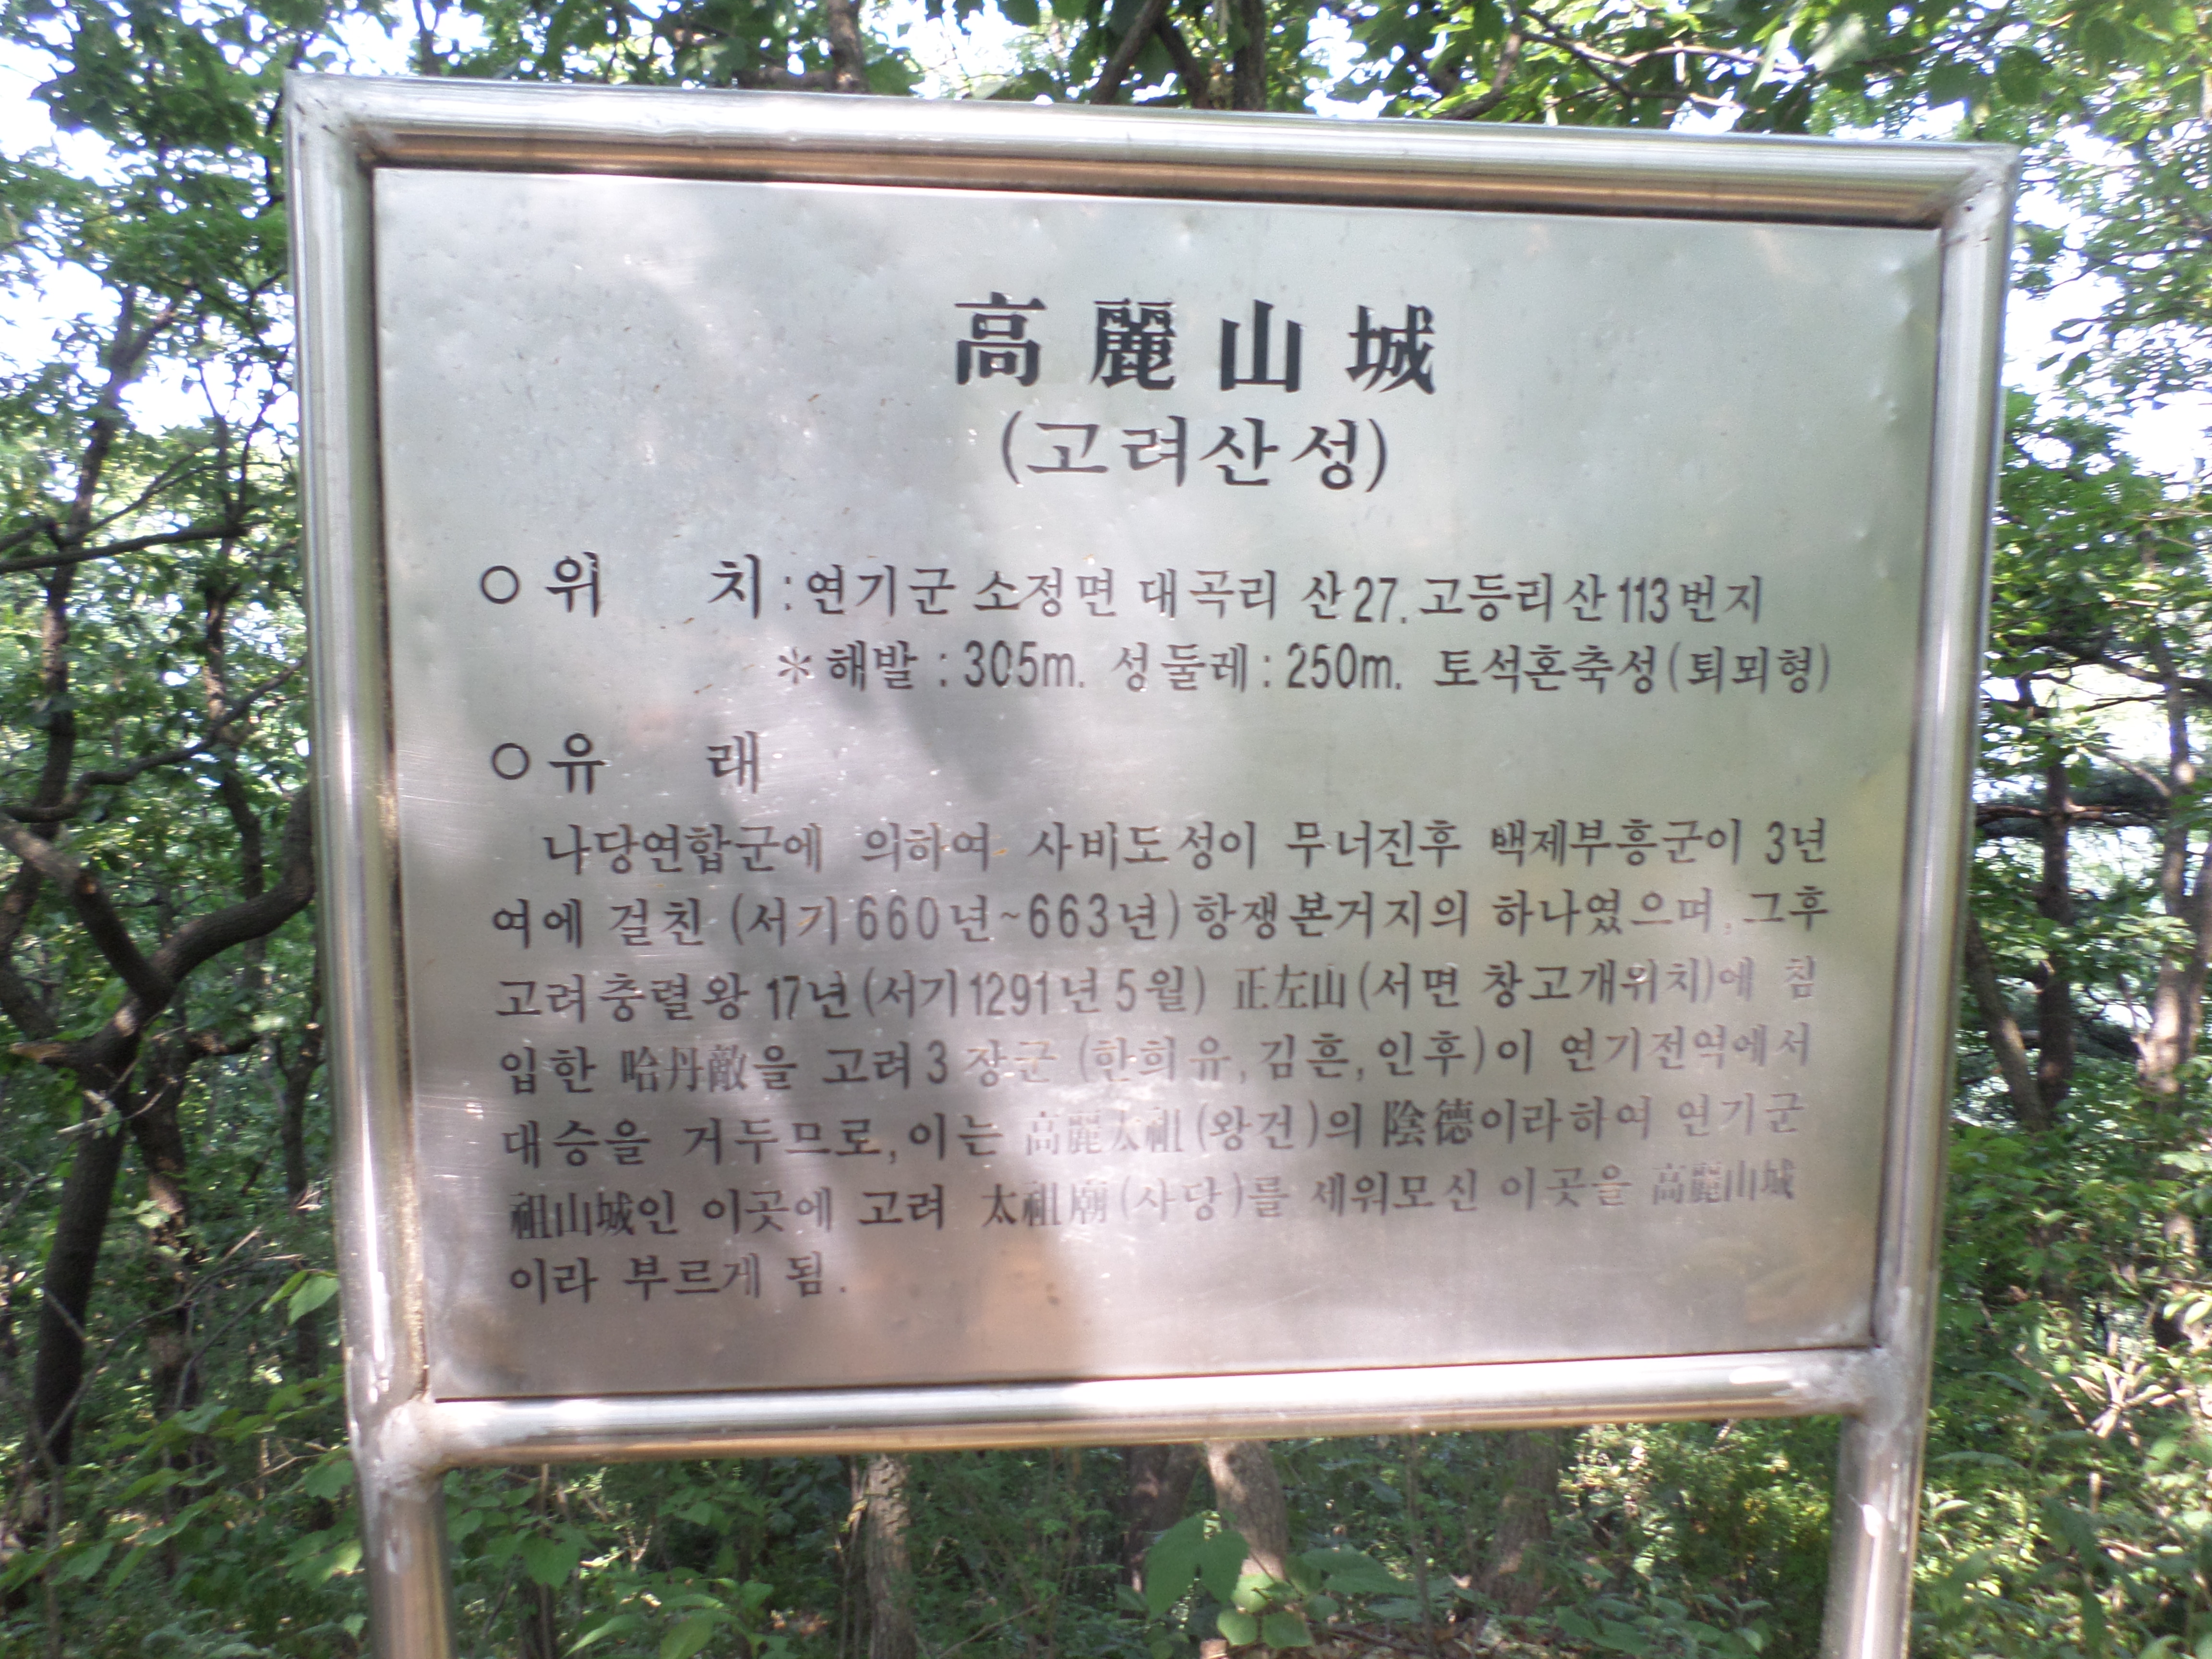 高麗山城
(고려산성)
○ 위 치 : 연기군 소정면 대곡리 산27. 고등리산113번지
＊해발 : 305m. 성둘레 : 250m. 토석혼축성(퇴뫼형)
○ 유 래
나당연합군에 의하여 사비도성이 무너진후 백제부흥군이 3년
여에 걸친 (서기660년~663년)항쟁본거지의 하나였으며, 그후
고려충렬왕 17년(서기1291년5월) 正左山(서면 창고개위치)에 침
입한 哈丹敵을 고려3 장군 (한희유,김흔,인후)이 연기전역에서
대승을 거두므로,이는 高麗太祖(왕건)의 陰德이라하여 연기군
祖山城인 이곳에 고려 太祖廟(사당)를 세워모신 이곳을 高麗山城
이라 부르게 됨.